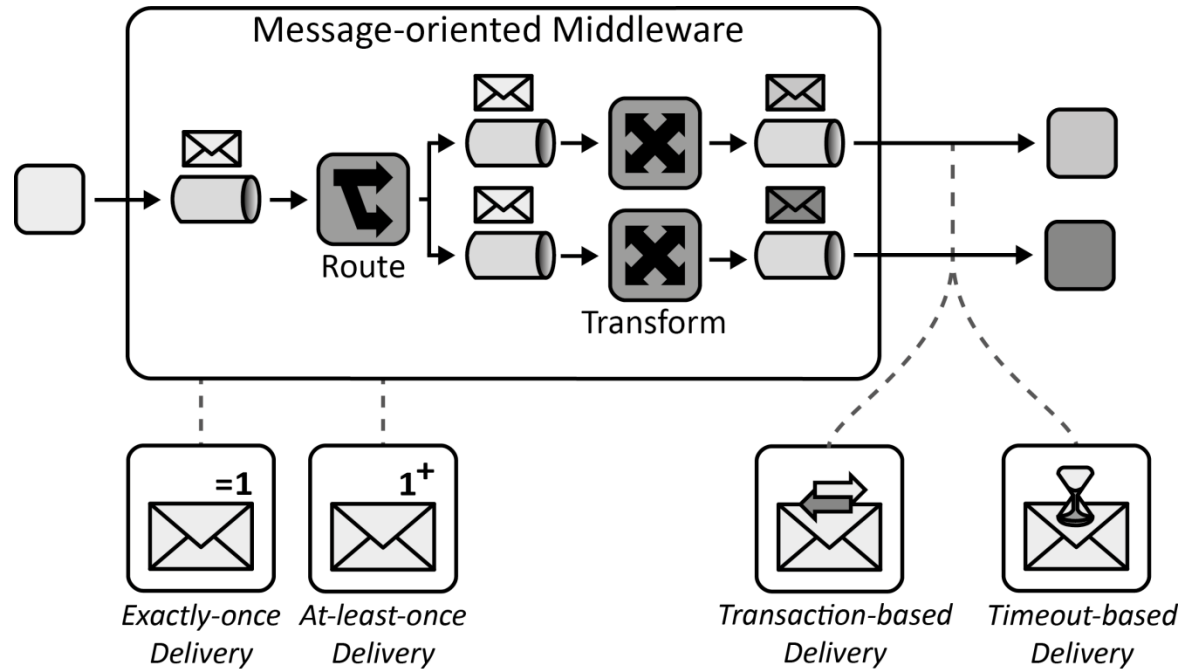 Message-oriented Middleware
Route
Transform
=1
1+
Exactly-once
Delivery
At-least-once
Delivery
Transaction-based
Delivery
Timeout-based
Delivery